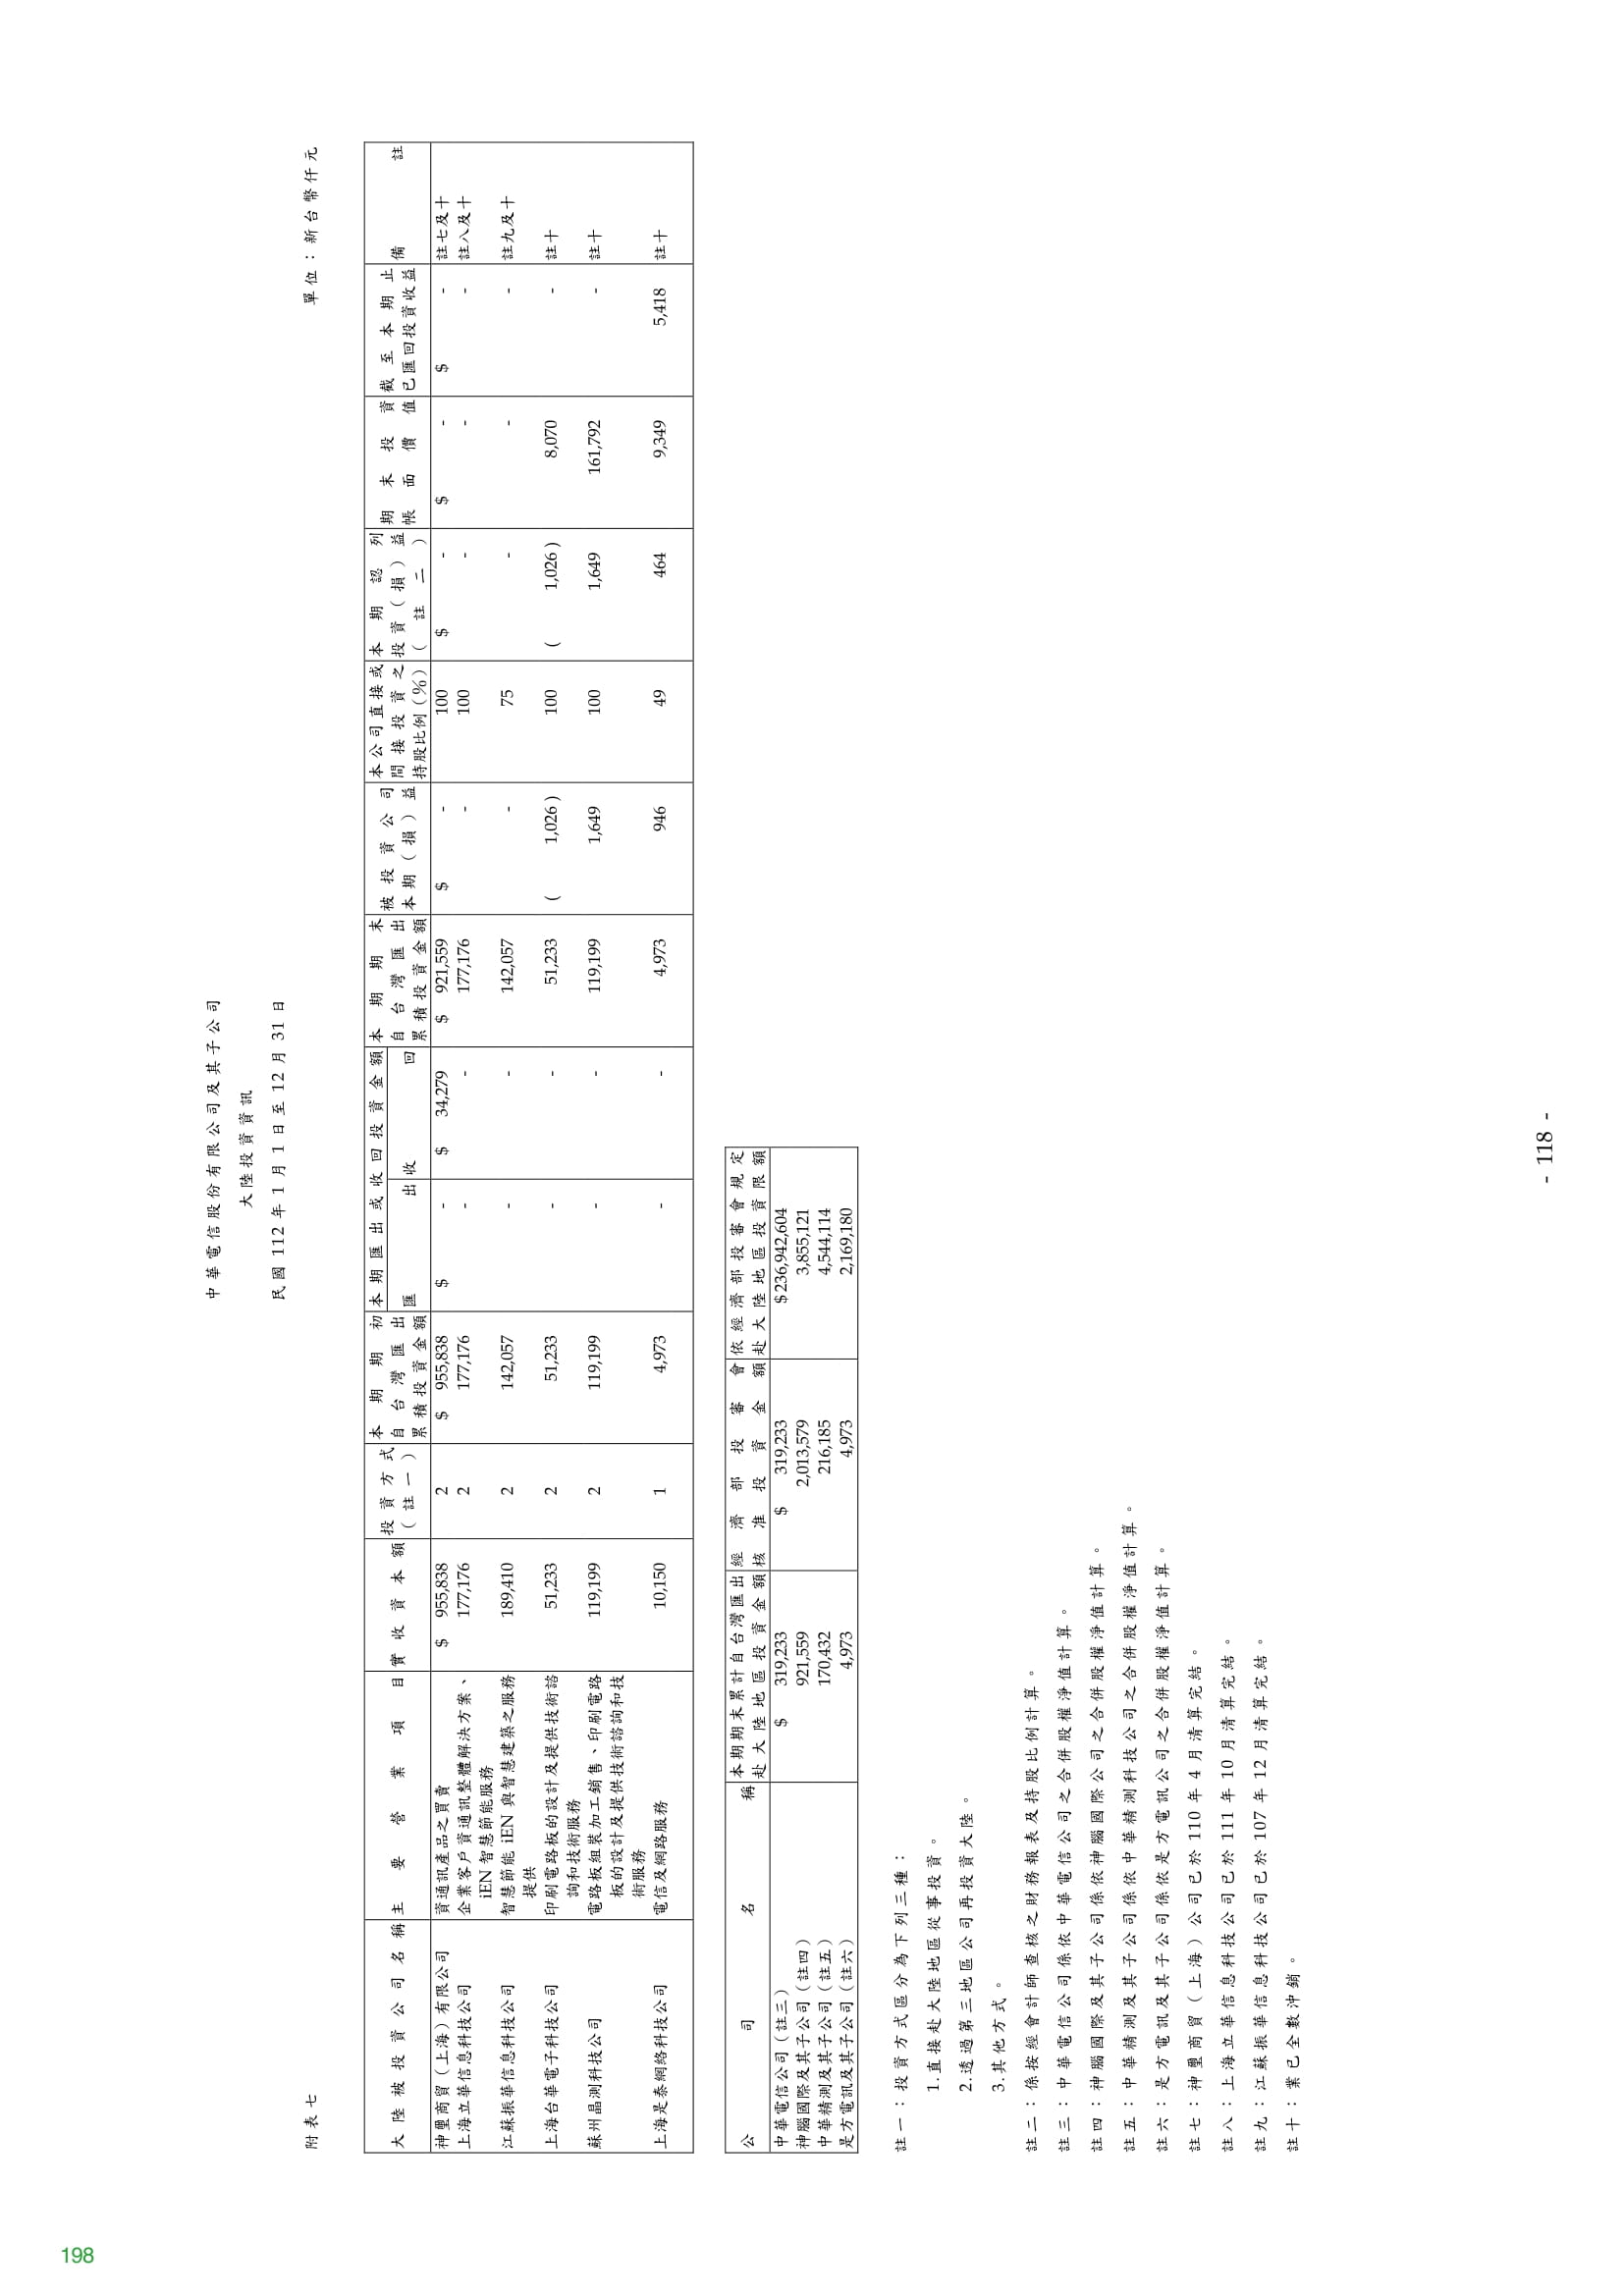 中華電信股份有限公司及其子公司
大陸投資資訊
民國 112 年 1 月 1 日至 12 月 31 日
附表七
單位：新台幣仟元
大陸被投資公司名稱 主要營業項目 實收資本額 投資方式（註一） 本期期初自台灣匯出累積投資金額 本期匯出或收回投資金額 匯出 收回 本期期末自台灣匯出累積投資金額 被投資公司本期（損）益 本公司直接或間接投資之持股比例（%） 本期認列投資（損）益（註二） 期末投資帳面價值 截至本期止已匯回投資收益 備註
神璽商貿（上海）有限公司 資通訊產品之買賣 $ 955,838 2 $ 955,838 $ - $ 34,279 $ 921,559 $ - 100 $ - $ - $ - 註七及十
上海立華信息科技公司 企業客戶資通訊整體解決方案、 177,176 2 177,176 - - 177,176 - 100 - - - 註八及十
iEN 智慧節能服務
江蘇振華信息科技公司 智慧節能 iEN 與智慧建築之服務 189,410 2 142,057 - - 142,057 - 75 - - - 註九及十
提供
上海台華電子科技公司 印刷電路板的設計及提供技術諮 51,233 2 51,233 - - 51,233 ( 1,026 ) 100 ( 1,026 ) 8,070 - 註十
詢和技術服務
蘇州晶測科技公司 電路板組裝加工銷售、印刷電路 119,199 2 119,199 - - 119,199 1,649 100 1,649 161,792 - 註十
板的設計及提供技術諮詢和技
術服務
上海是泰網絡科技公司 電信及網路服務 10,150 1 4,973 - - 4,973 946 49 464 9,349 5,418 註十
公司名稱 本期期末累計自台灣匯出赴大陸地區投資金額 經濟部投審會核准投資金額 依經濟部投審會規定赴大陸地區投資限額
中華電信公司（註三） $ 319,233 $ 319,233 $ 236,942,604
神腦國際及其子公司（註四） 921,559 2,013,579 3,855,121
中華精測及其子公司（註五） 170,432 216,185 4,544,114
是方電訊及其子公司（註六） 4,973 4,973 2,169,180
註一：投資方式區分為下列三種：
1.直接赴大陸地區從事投資。
2.透過第三地區公司再投資大陸。
3.其他方式。
註二：係按經會計師查核之財務報表及持股比例計算。
註三：中華電信公司係依中華電信公司之合併股權淨值計算。
註四：神腦國際及其子公司係依神腦國際公司之合併股權淨值計算。
註五：中華精測及其子公司係依中華精測科技公司之合併股權淨值計算。
註六：是方電訊及其子公司係依是方電訊公司之合併股權淨值計算。
註七：神璽商貿（上海）公司已於 110 年 4 月清算完結。
註八：上海立華信息科技公司已於 111 年 10 月清算完結。
註九：江蘇振華信息科技公司已於 107 年 12 月清算完結。
註十：業已全數沖銷。
- 118 -
198